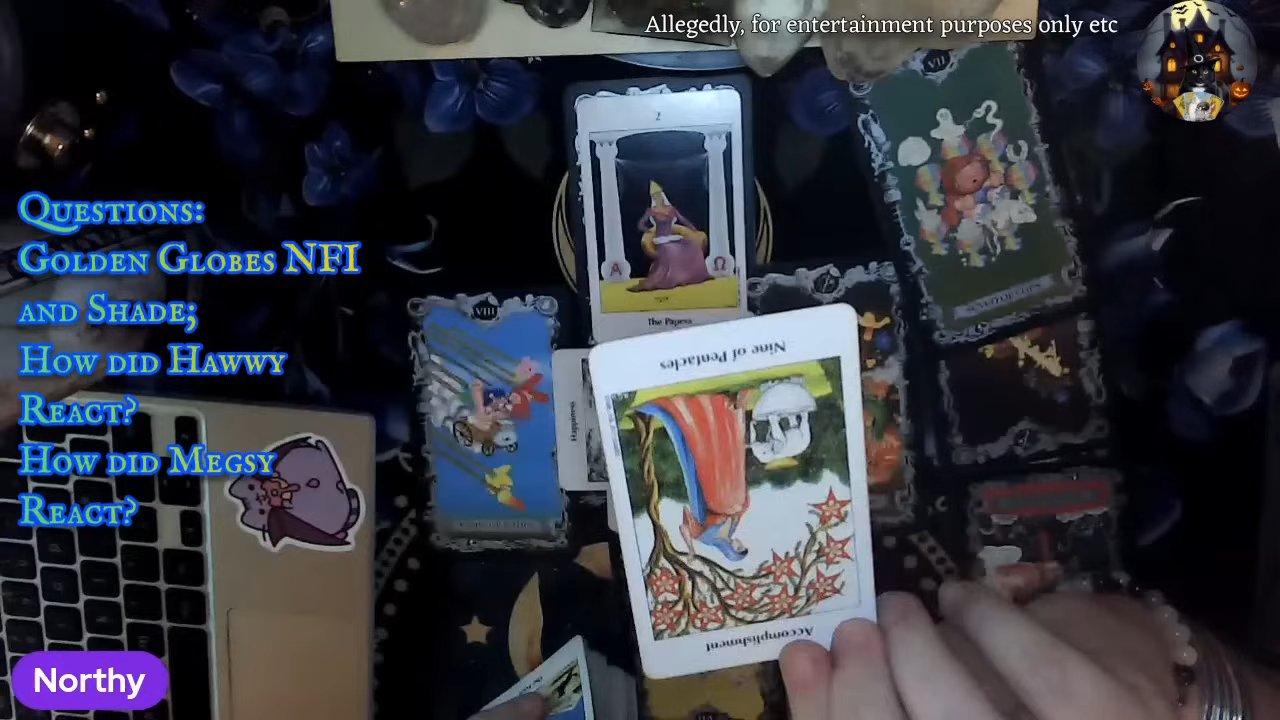 Allegedly, for entertainment purposes only etc
VII
2
Questions:
Golden Globes NFI
and Shade;
How did Hawwy
React?
How did Megsy
React?
VIII
The Papess
Nine of Pentacles
Happiness
Accomplishment
Northy